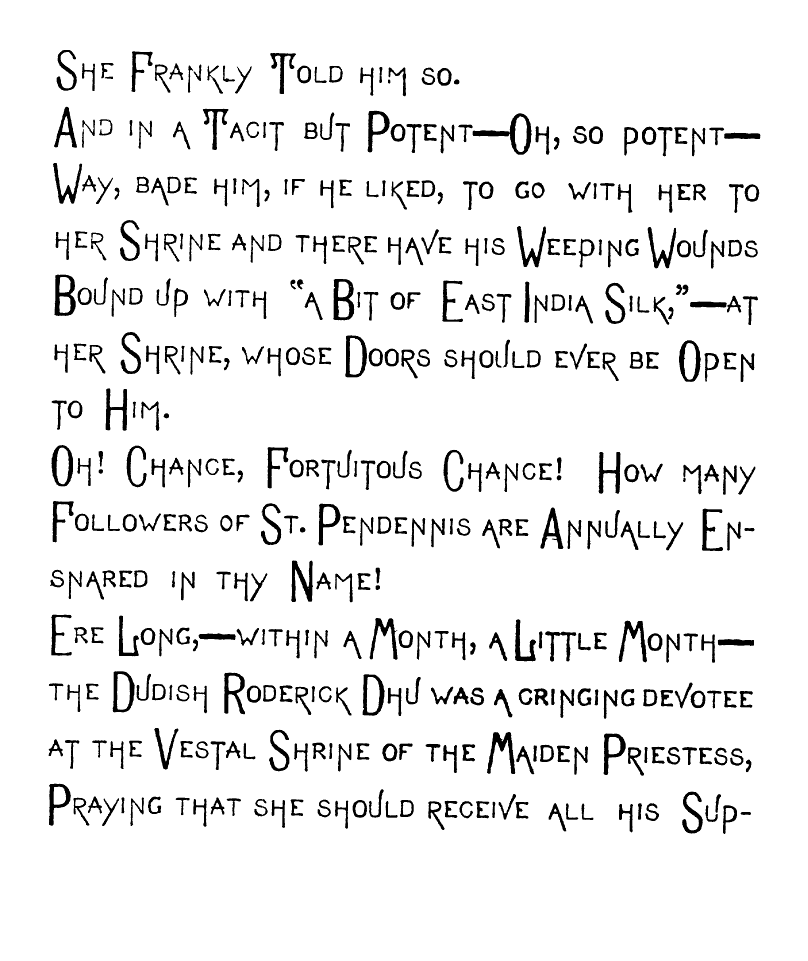 She Frankly Told him so.
And in a Tacit but Potent—Oh, so potent—
Way, bade him, if he liked, to go with her to
her Shrine and there have his Weeping Wounds
Bound up with “a Bit of East India Silk,”—at
her Shrine, whose Doors should ever be Open
to Him.
Oh! Chance, Fortuitous Chance! How many
Followers of St. Pendennis are Annually En-
snared in thy Name!
Ere Long,—within a Month, a Little Month—
the Dudish Roderick Dhu was a cringing devotee
at the Vestal Shrine of the Maiden Priestess,
Praying that she should receive all his Sup-